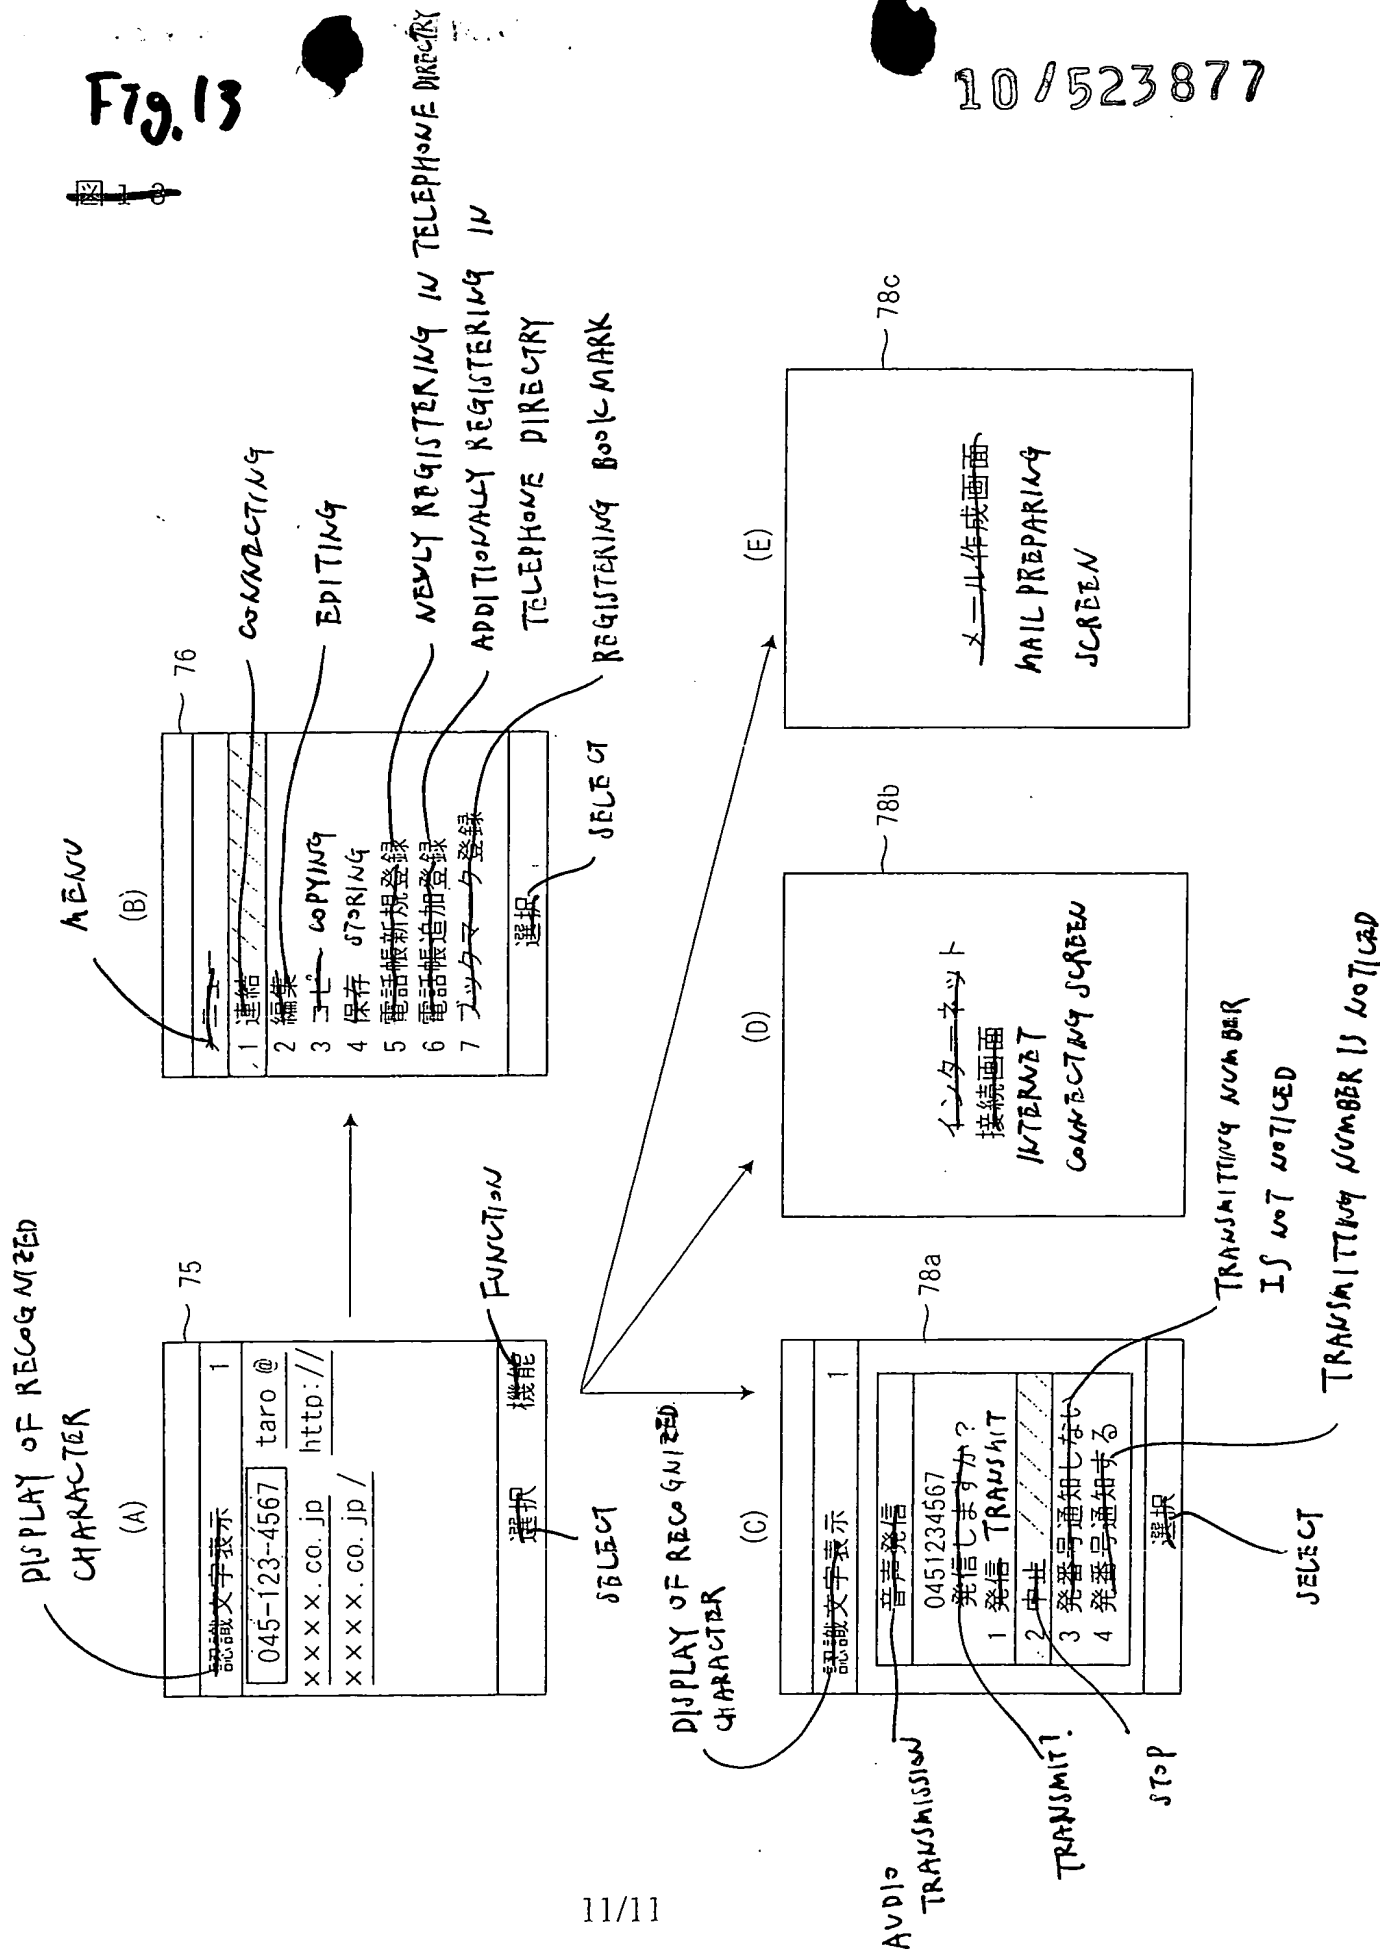 10/523877
Fig.13
図13
DISPLAY OF RECOGNIZED
CHARACTER
(A)
75
認識文字表示 1
045-123-4567 taro @
××××.co.jp http://
××××.co.jp/
選択 機能
SELECT
FUNCTION
MENU
(B)
76
メニュー
1 連結
2 編集
3 コピー COPYING
4 保存 STORING
5 電話帳新規登録
6 電話帳追加登録
7 ブックマーク登録
選択
CONNECTING
EDITING
NEWLY REGISTERING IN TELEPHONE DIRECTRY
ADDITIONALLY REGISTERING IN
TELEPHONE DIRECTRY
REGISTERING BOOKMARK
SELECT
DISPLAY OF RECOGNIZED
CHARACTER
(C)
78a
認識文字表示 1
音声発信
0451234567
発信しますか?
1 発信 TRANSMIT
2 中止
3 発番号通知しない
4 発番号通知する
選択
AUDIO
TRANSMISSION
TRANSMIT?
STOP
SELECT
TRANSMITTING NUMBER
IS NOT NOTICED
TRANSMITTING NUMBER IS NOTICED
(D)
78b
インターネット
接続画面
INTERNET
CONNECTING SCREEN
(E)
78c
メール作成画面
MAIL PREPARING
SCREEN
11/11